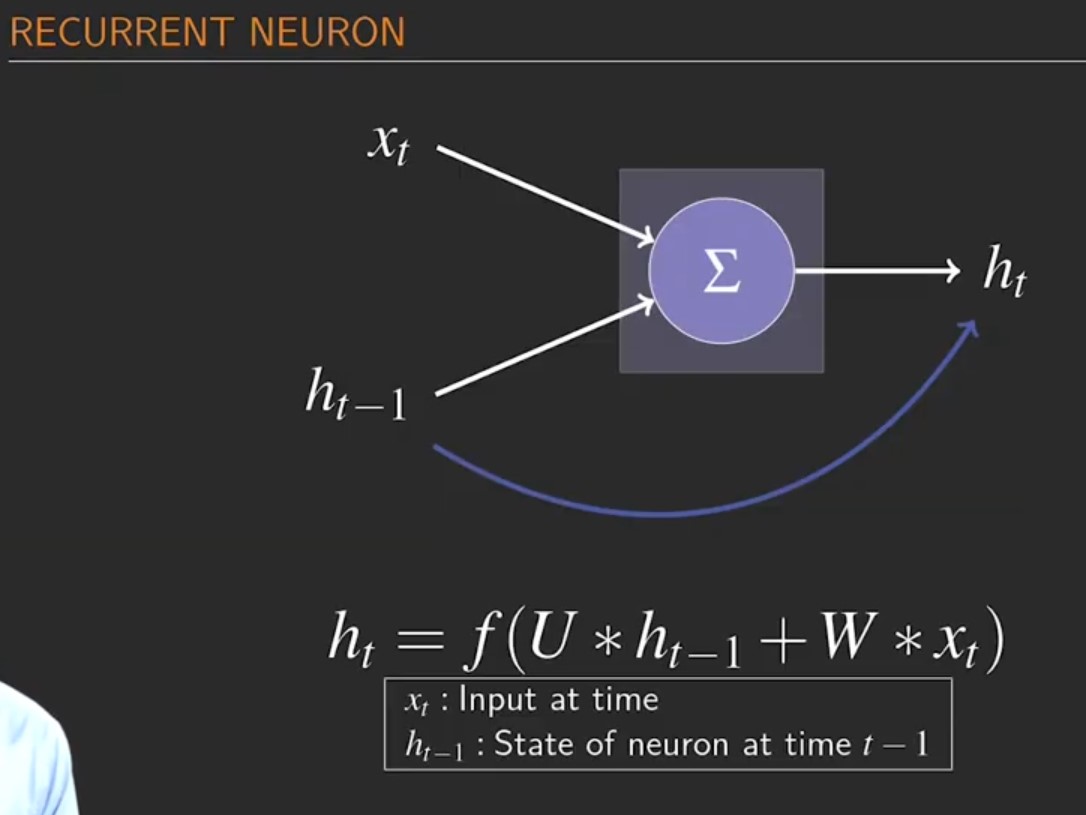 RECURRENT NEURON
x_t
Σ
h_t
h_{t-1}
h_t = f(U * h_{t-1} + W * x_t)
x_t : Input at time
h_{t-1} : State of neuron at time t − 1